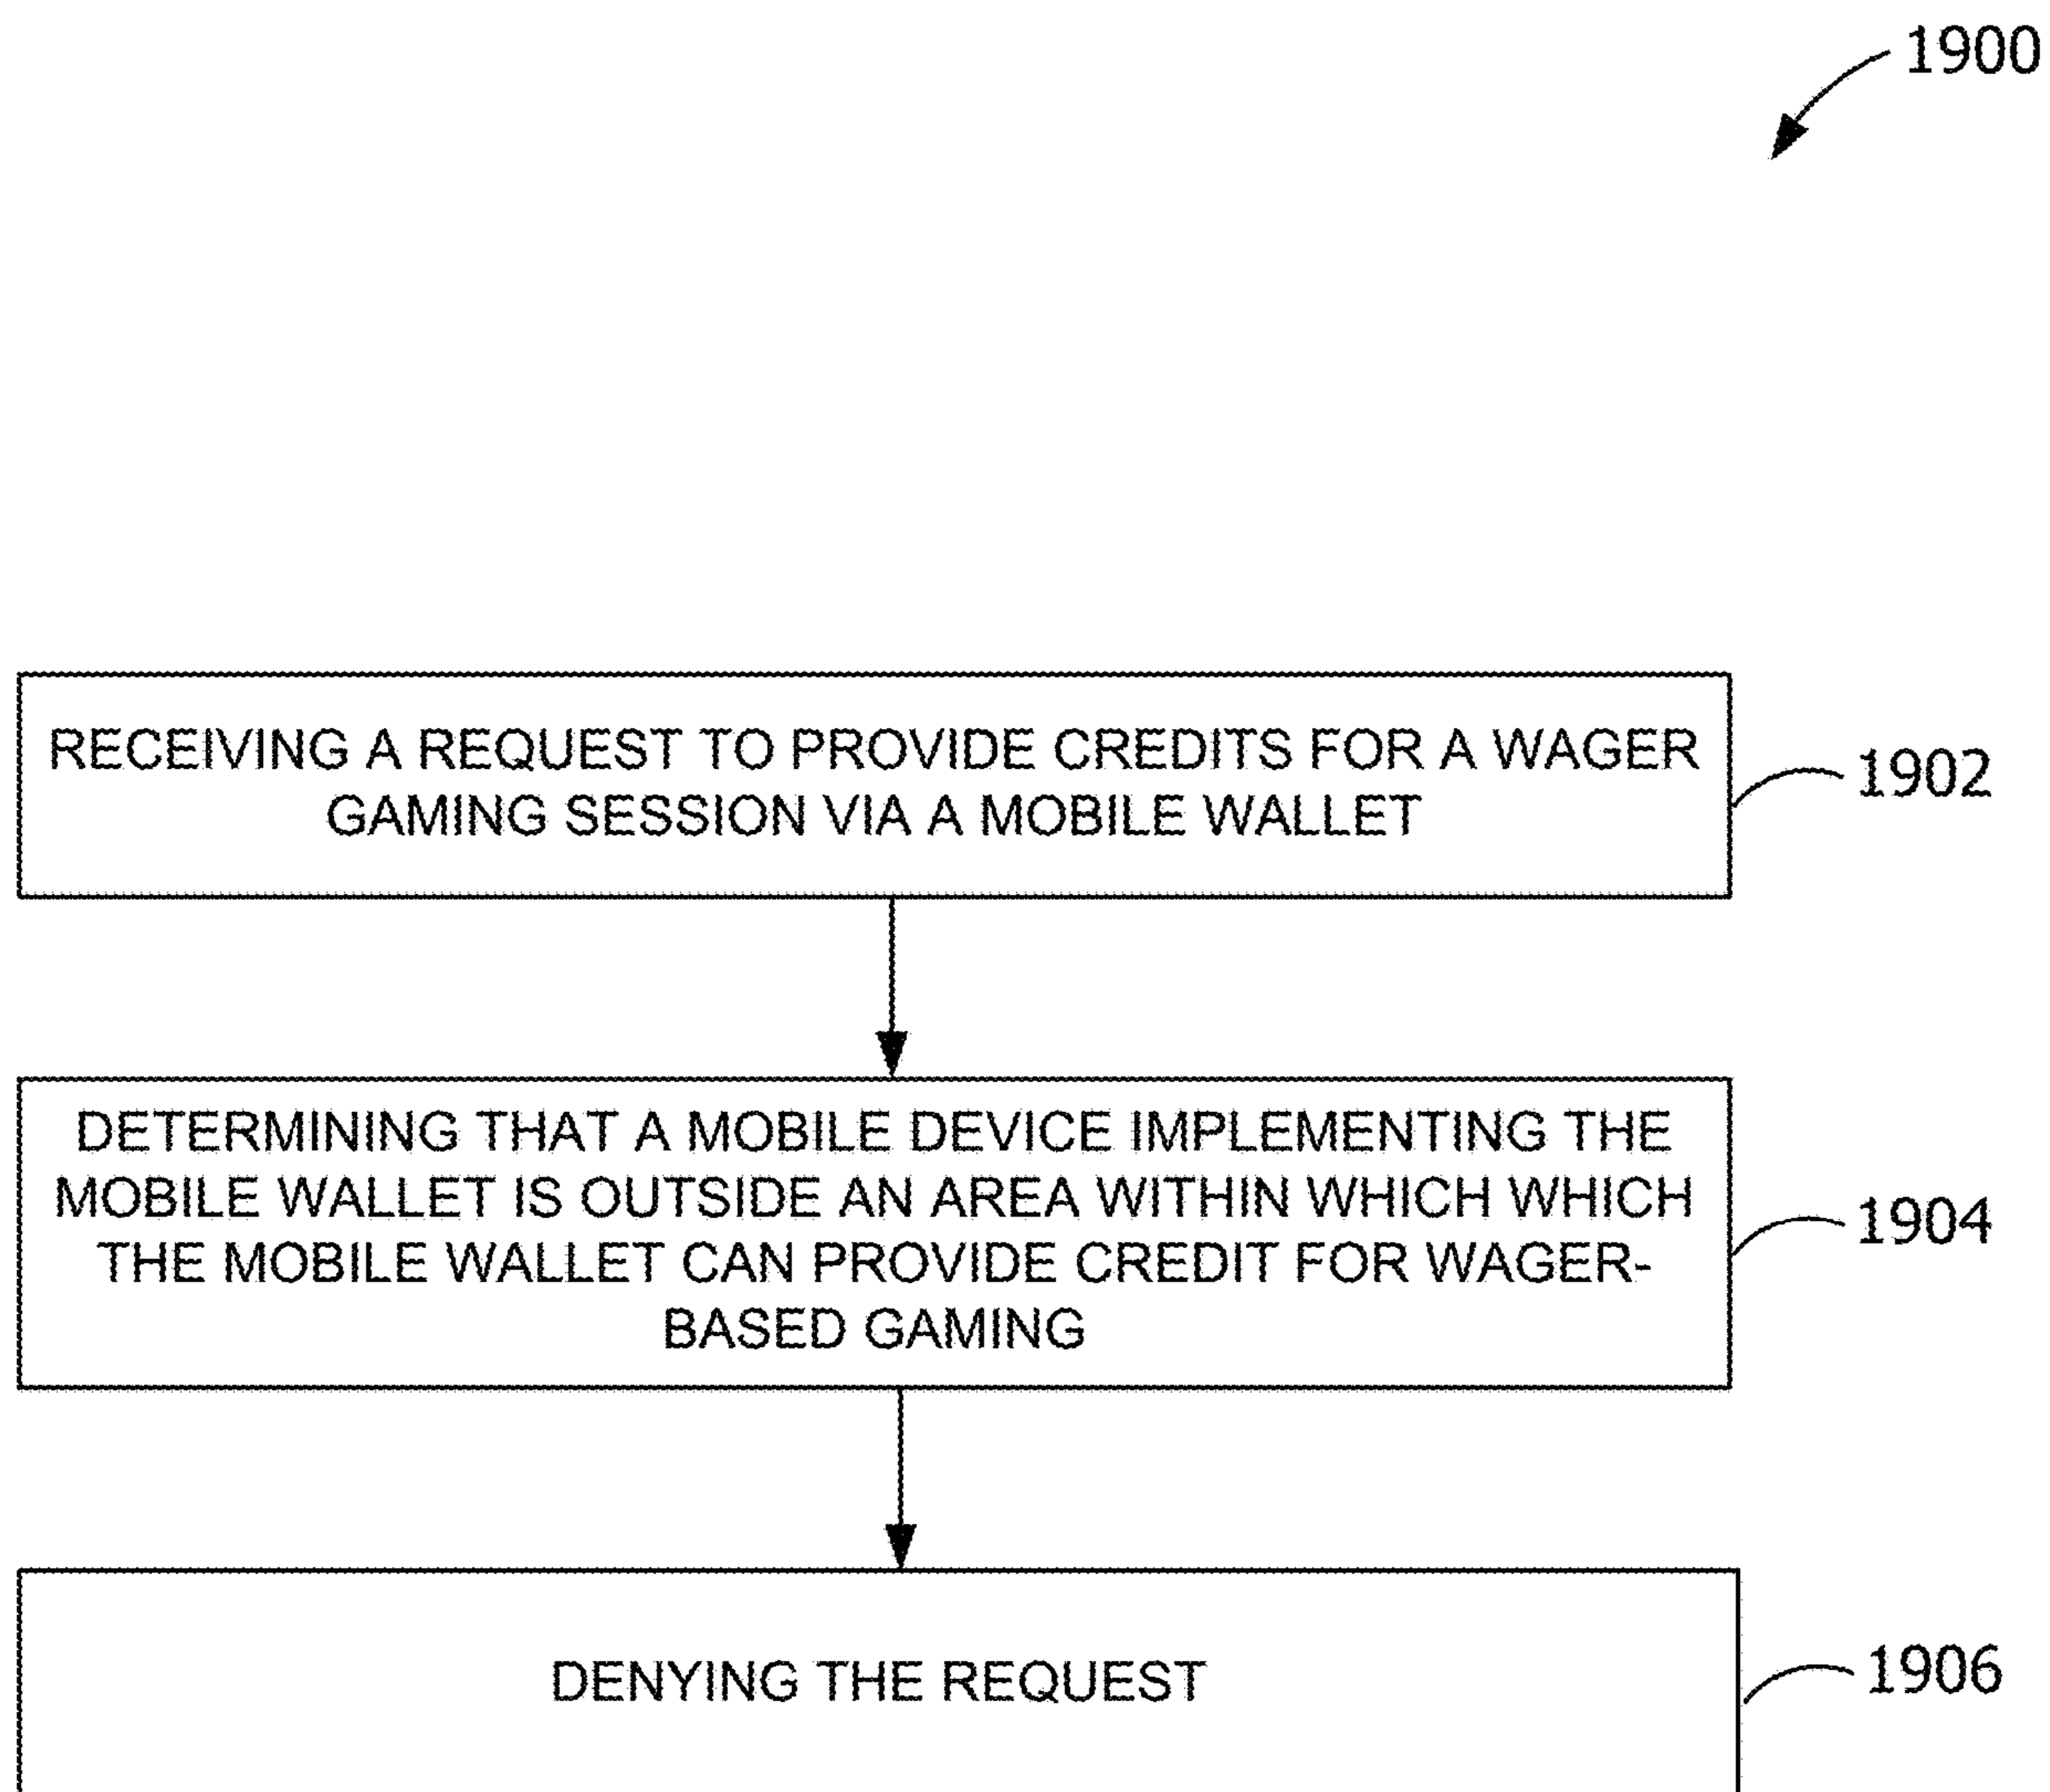 1900
RECEIVING A REQUEST TO PROVIDE CREDITS FOR A WAGER
GAMING SESSION VIA A MOBILE WALLET
1902
DETERMINING THAT A MOBILE DEVICE IMPLEMENTING THE
MOBILE WALLET IS OUTSIDE AN AREA WITHIN WHICH WHICH
THE MOBILE WALLET CAN PROVIDE CREDIT FOR WAGER-
BASED GAMING
1904
DENYING THE REQUEST
1906